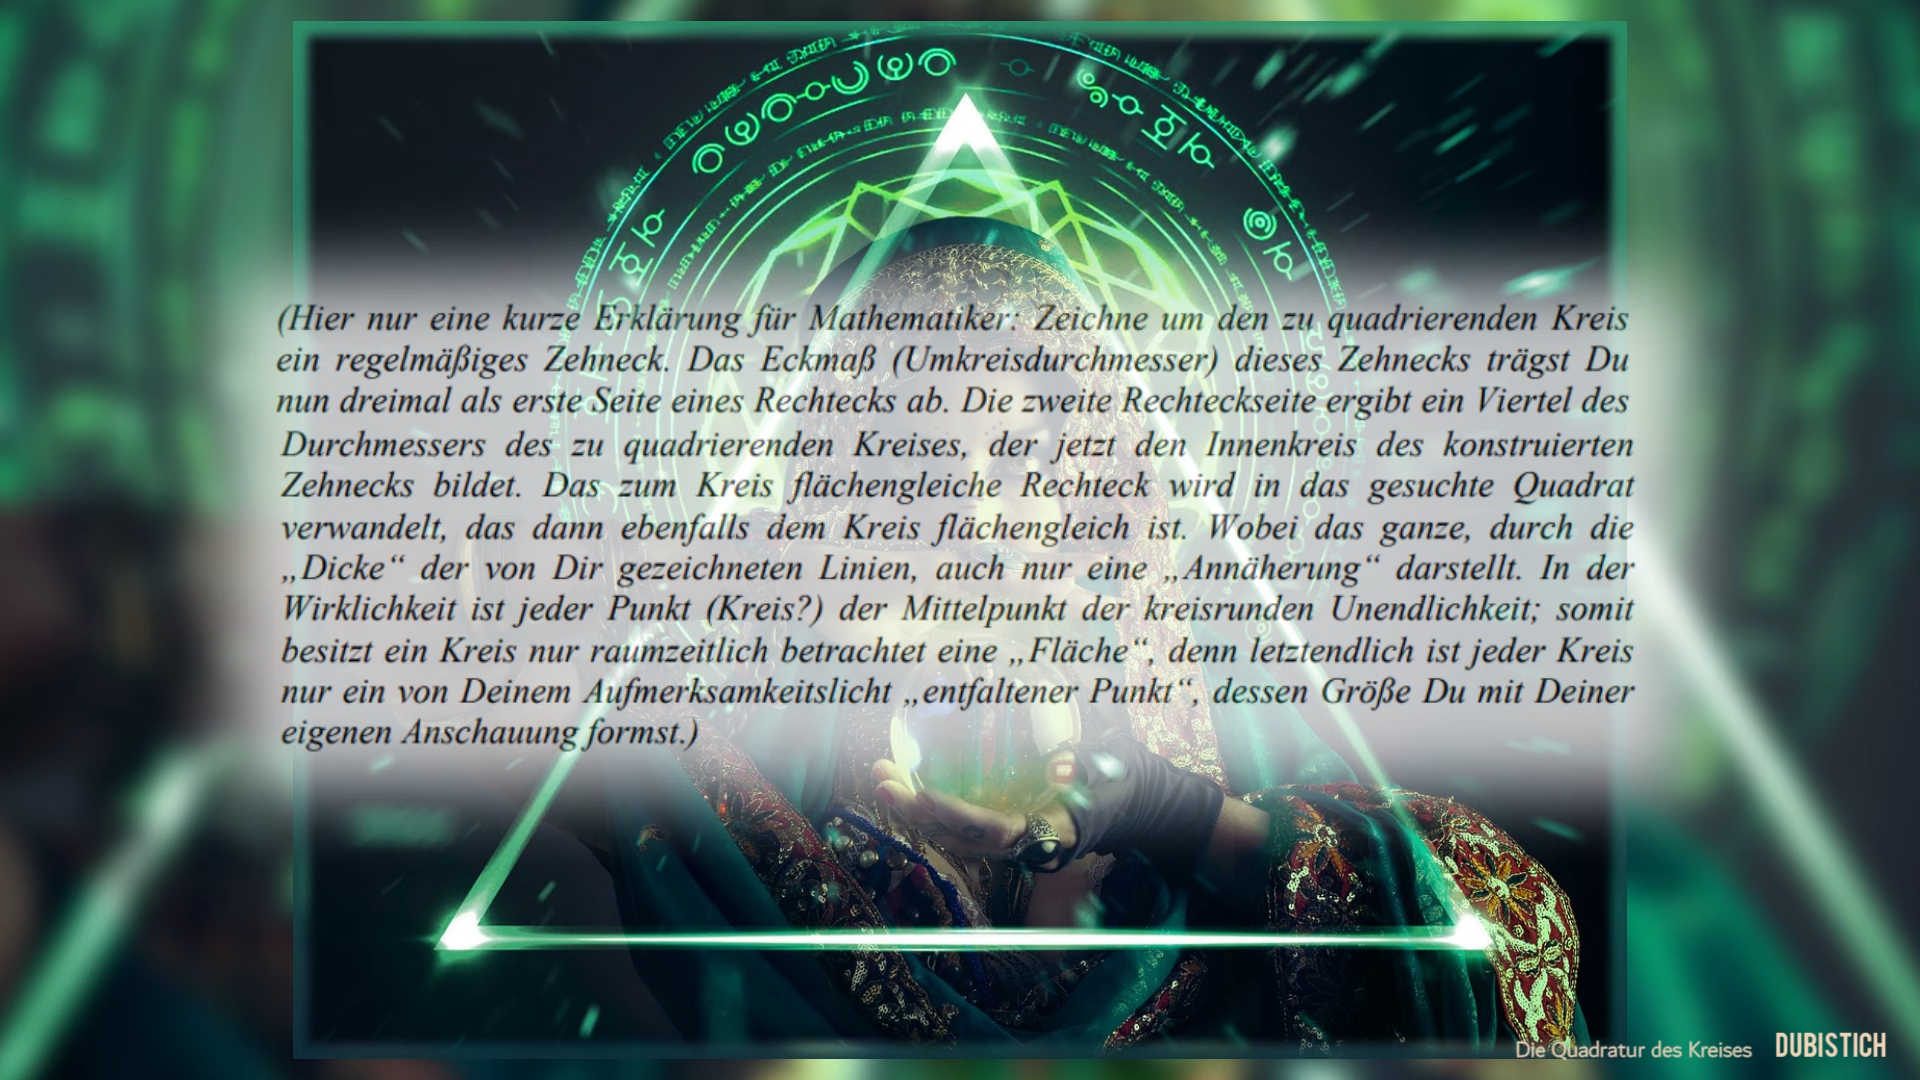 (Hier nur eine kurze Erklärung für Mathematiker: Zeichne um den zu quadrierenden Kreis
ein regelmäßiges Zehneck. Das Eckmaß (Umkreisdurchmesser) dieses Zehnecks trägst Du
nun dreimal als erste Seite eines Rechtecks ab. Die zweite Rechteckseite ergibt ein Viertel des
Durchmessers des zu quadrierenden Kreises, der jetzt den Innenkreis des konstruierten
Zehnecks bildet. Das zum Kreis flächengleiche Rechteck wird in das gesuchte Quadrat
verwandelt, das dann ebenfalls dem Kreis flächengleich ist. Wobei das ganze, durch die
„Dicke“ der von Dir gezeichneten Linien, auch nur eine „Annäherung“ darstellt. In der
Wirklichkeit ist jeder Punkt (Kreis?) der Mittelpunkt der kreisrunden Unendlichkeit; somit
besitzt ein Kreis nur raumzeitlich betrachtet eine „Fläche“, denn letztendlich ist jeder Kreis
nur ein von Deinem Aufmerksamkeitslicht „entfaltener Punkt“, dessen Größe Du mit Deiner
eigenen Anschauung formst.)
Die Quadratur des Kreises DUBISTICH